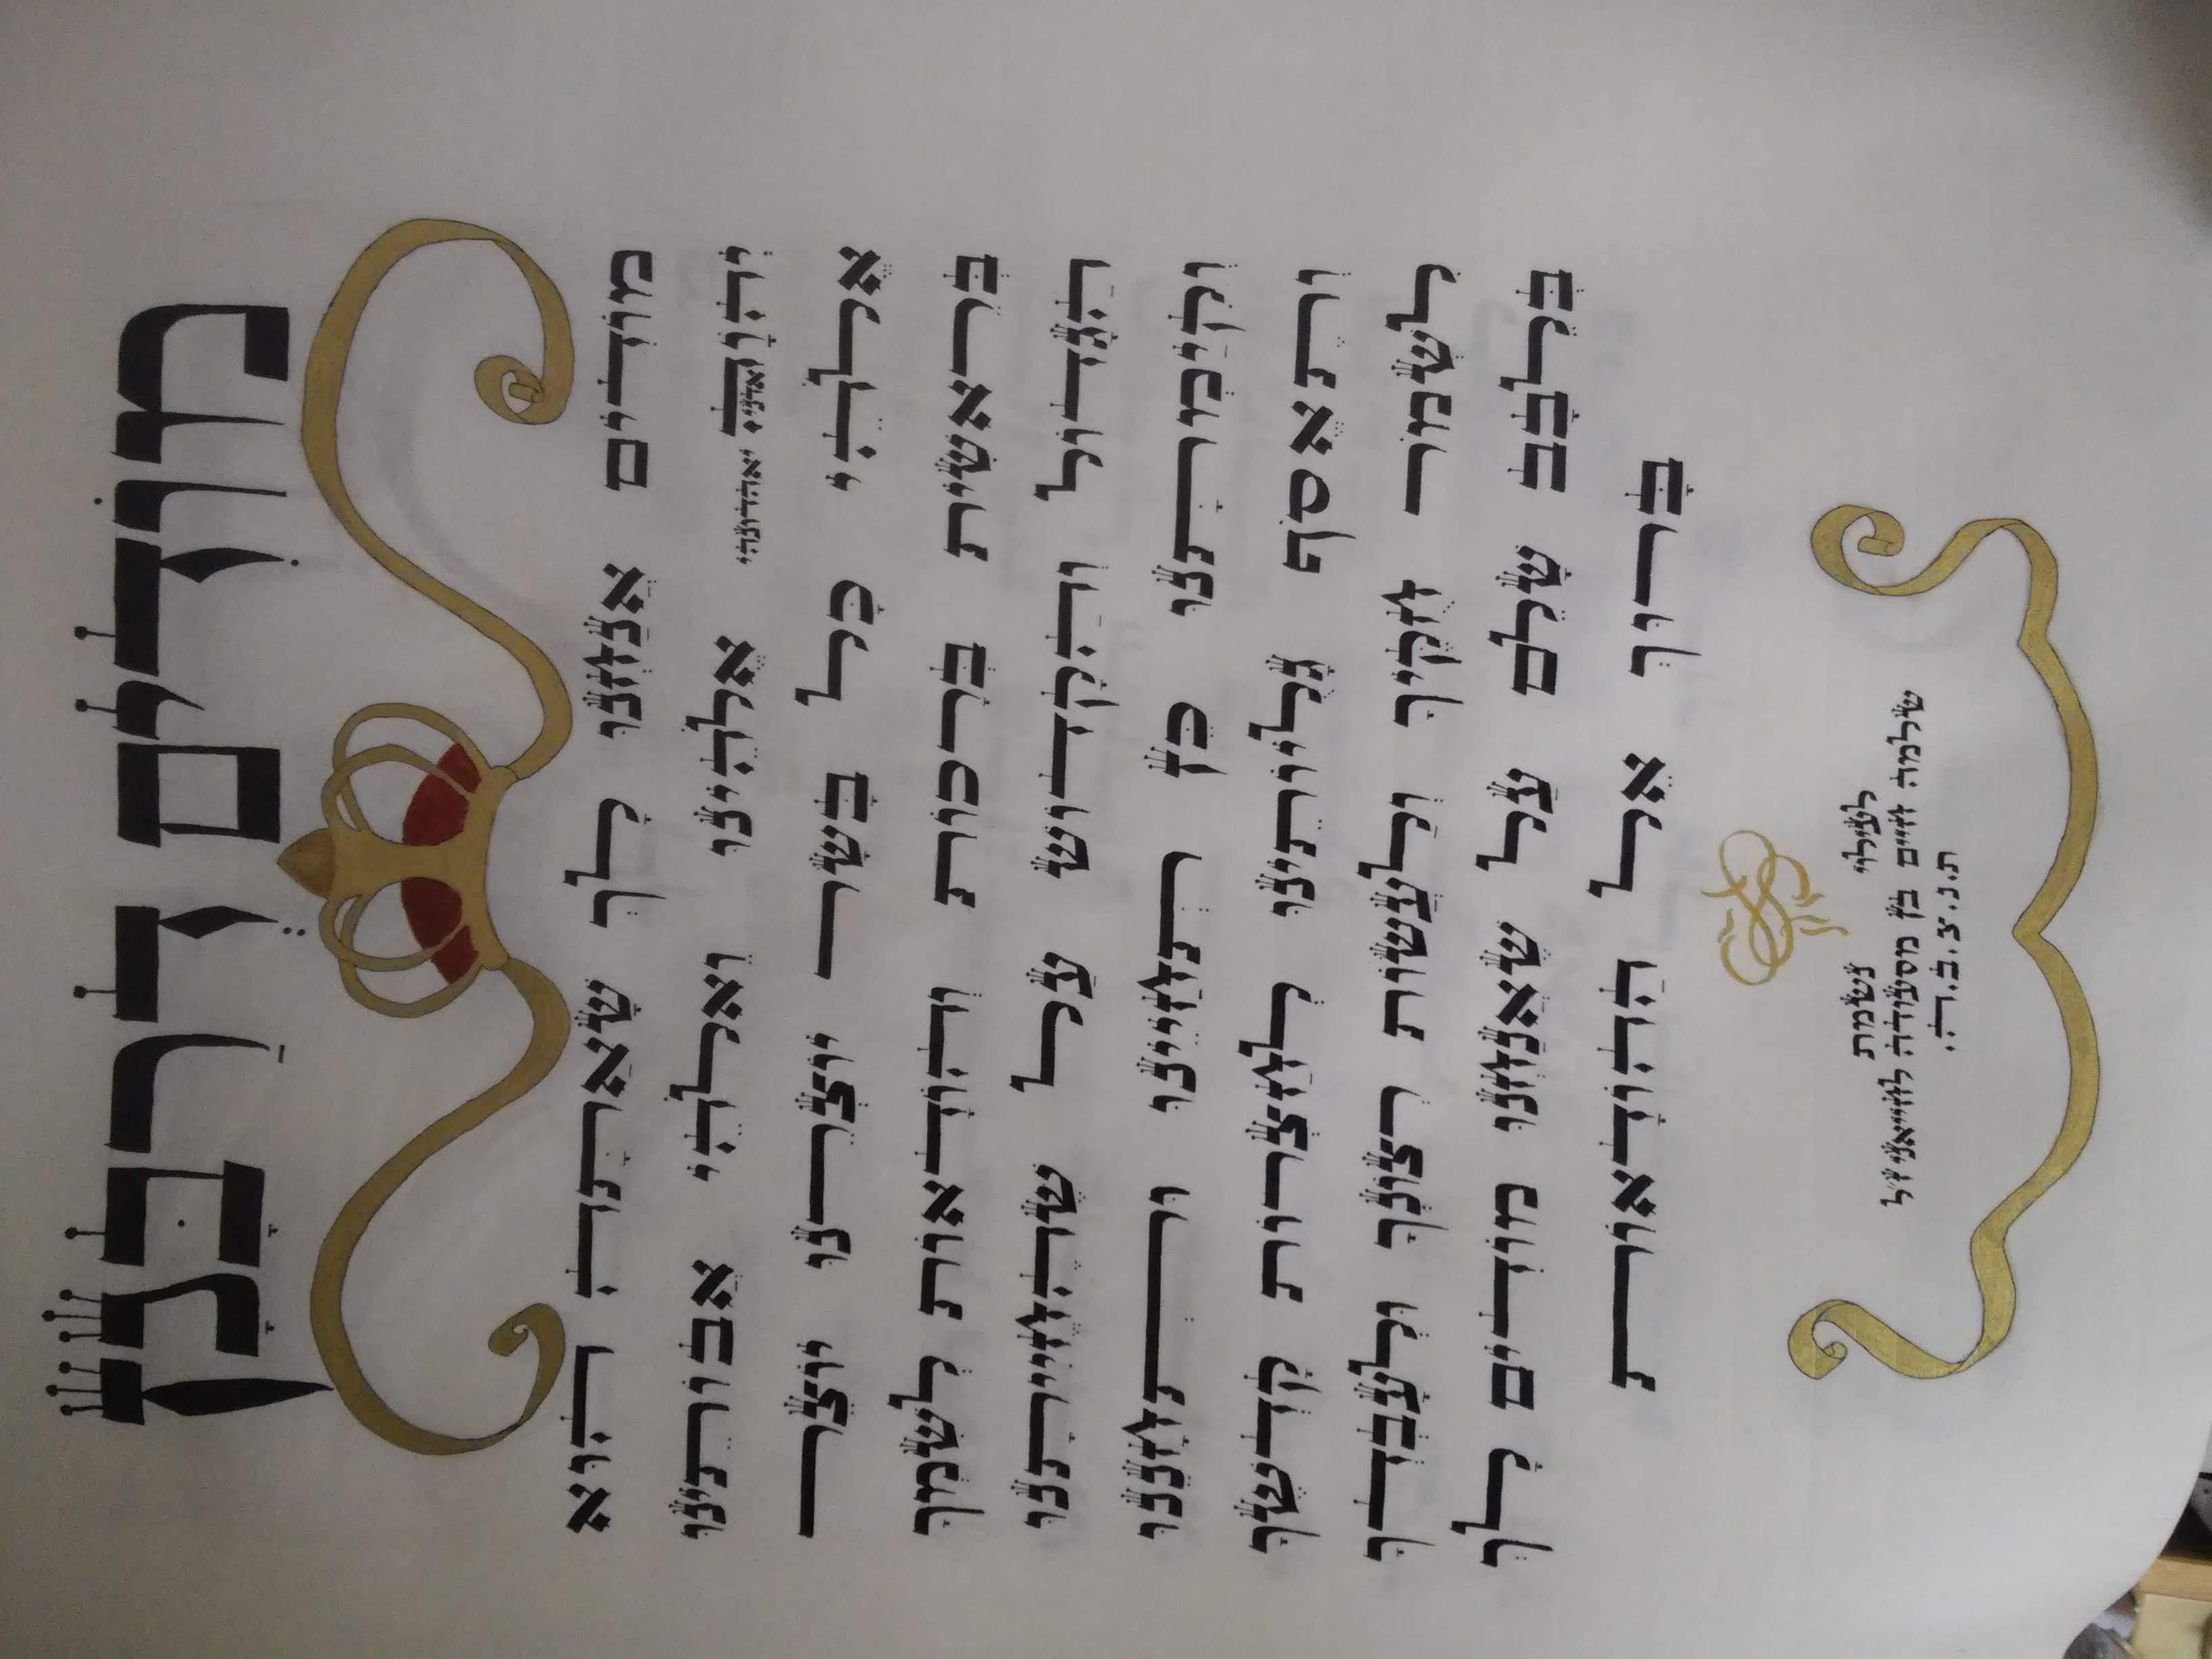 מוֹדִים דְרַבָּנָן
מוֹדִים אֲנַחְנוּ לָךְ שָׁאַתָה הוּא
יְהֹוָה אדני יאהדונהי אֱלֹהֵינוּ וֵאלֹהֵי אֲבוֹתֵינוּ
אֱלֹהֵי כָּל בָּשָׂר יוֹצְרֵנוּ יוֹצֵר
בְּרֵאשִׁית בְּרָכוֹת וְהוֹדָאוֹת לְשִׁמְךָ
הַגָּדוֹל וְהַקָדוֹשׁ עַל שֶׁהֶחֱיִיתָנוּ
וְקִיַמְתָנוּ כֵּן תְחַיֵינוּ וּתְחָנֵנוּ
וְתֶאֱסֹף גָּלֻיוֹתֵינוּ לְחַצְרוֹת קָדְשֶׁךָ
לִשְׁמֹר חֻקֶיךָ וְלַעֲשׂוֹת רְצוֹנְךָ וּלְעָבְדְךָ
בְּלֵבָב שָׁלֵם עַל שֶׁאֲנַחְנוּ מוֹדִים לָךְ
בָּרוּךְ אֵל הַהוֹדָאוֹת
לעילוי נשמת
שלמה חיים בן מסעודה לחייאני ז״ל
ת.נ.צ.ב.ה.